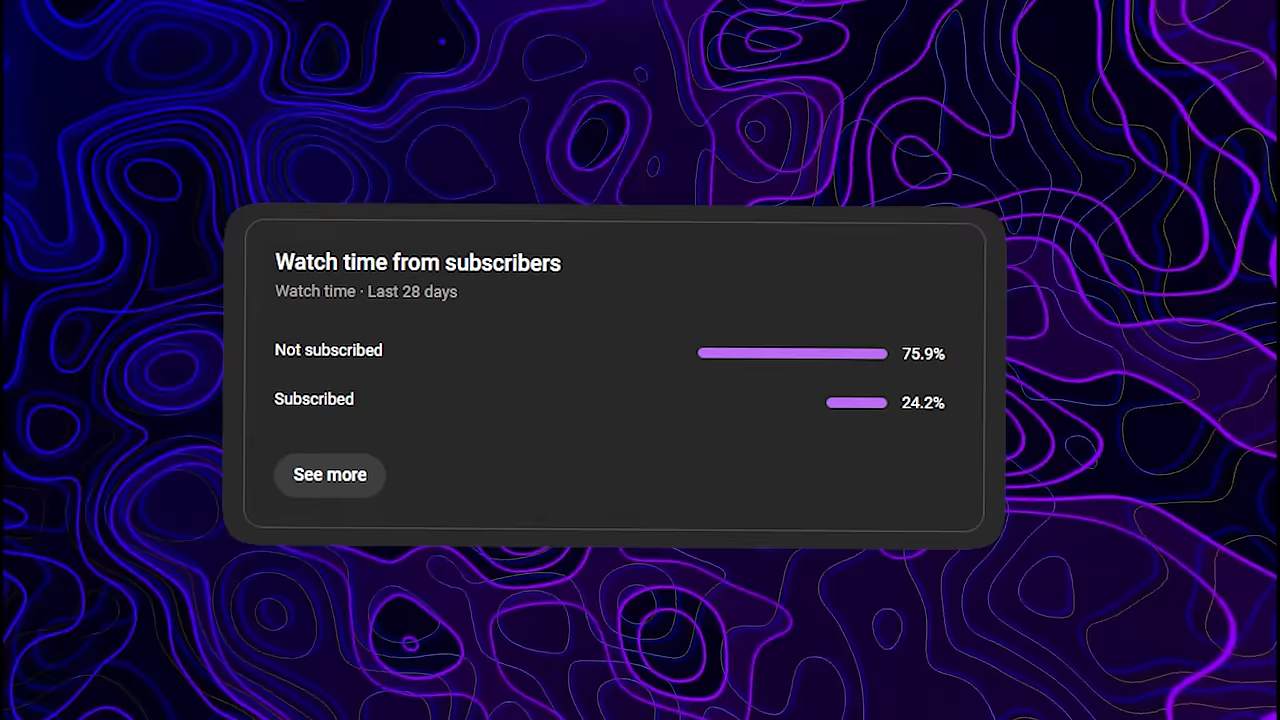 Watch time from subscribers
Watch time · Last 28 days
Not subscribed 75.9%
Subscribed 24.2%
See more